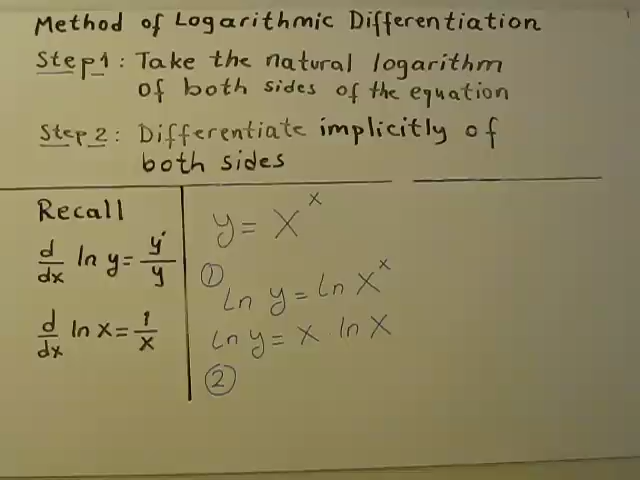 Method of Logarithmic Differentiation
Step 1: Take the natural logarithm
of both sides of the equation
Step 2: Differentiate implicitly of
both sides
Recall
d/dx ln y = y'/y
d/dx ln x = 1/x
y = x^x
①
ln y = ln x^x
ln y = x ln x
②